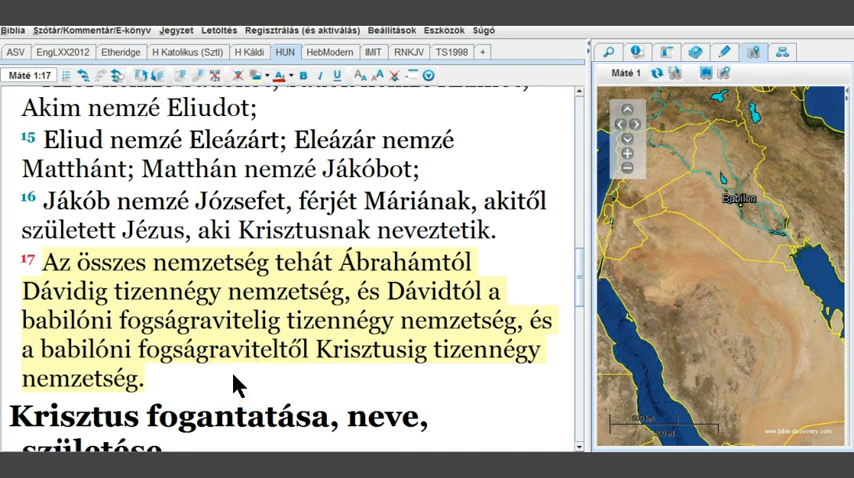 Biblia Szótár/Kommentár/E-könyv Jegyzet Letöltés Regisztrálás (és aktiválás) Beállítások Eszközök Súgó
ASV EngLXX2012 Etheridge H Katolikus (Sztl) H Káldi HUN HebModern IMIT RNKJV TS1998 +
Máté 1:17
B I U
Máté 1
Akim nemzé Eliudot;
15 Eliud nemzé Eleázárt; Eleázár nemzé
Matthánt; Matthán nemzé Jákóbot;
16 Jákób nemzé Józsefet, férjét Máriának, akitől
született Jézus, aki Krisztusnak neveztetik.
17 Az összes nemzetség tehát Ábrahámtól
Dávidig tizennégy nemzetség, és Dávidtól a
babilóni fogságravitelig tizennégy nemzetség, és
a babilóni fogságraviteltől Krisztusig tizennégy
nemzetség.
Krisztus fogantatása, neve,
születése
Babilon
www.bible-discovery.com